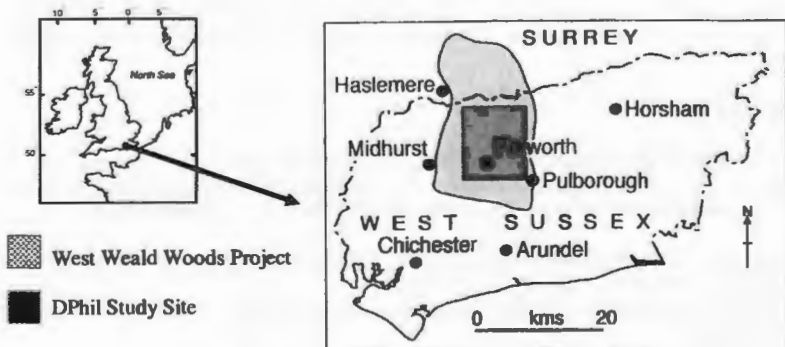 10
5
0
5
10
North Sea
55
50
West Weald Woods Project
DPhil Study Site
SURREY
Haslemere
Horsham
Midhurst
Pulborough
WEST SUSSEX
Chichester
Arundel
N
0 kms 20